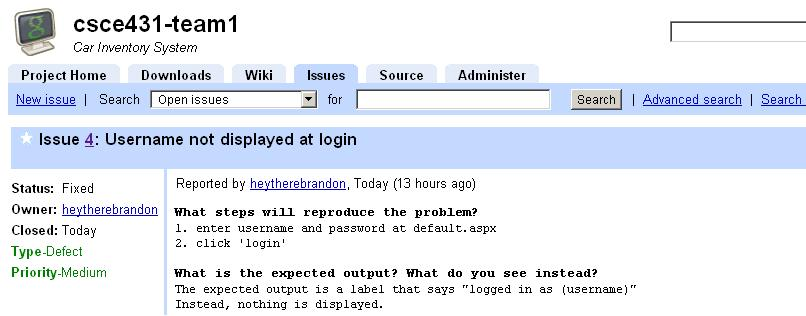 csce431-team1
Car Inventory System
Project Home Downloads Wiki Issues Source Administer
New issue | Search Open issues for Search | Advanced search | Search
Issue 4: Username not displayed at login
Status: Fixed
Owner: heytherebrandon
Closed: Today
Type-Defect
Priority-Medium
Reported by heytherebrandon, Today (13 hours ago)
What steps will reproduce the problem?
1. enter username and password at default.aspx
2. click 'login'
What is the expected output? What do you see instead?
The expected output is a label that says "logged in as (username)"
Instead, nothing is displayed.